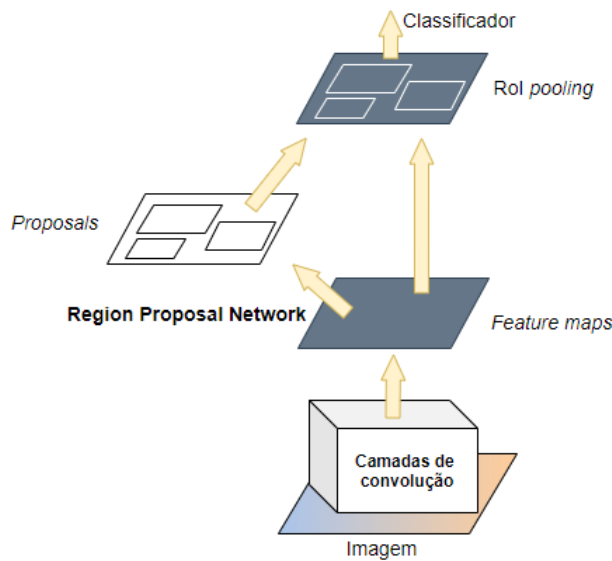 Classificador
RoI pooling
Proposals
Region Proposal Network
Feature maps
Camadas de
convolução
Imagem